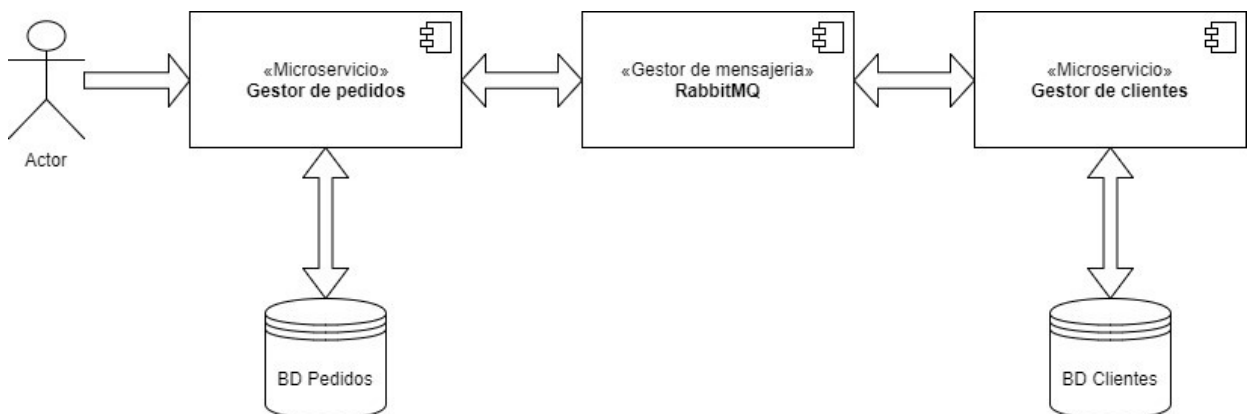 «Microservicio»
Gestor de pedidos
«Gestor de mensajeria»
RabbitMQ
«Microservicio»
Gestor de clientes
Actor
BD Pedidos
BD Clientes